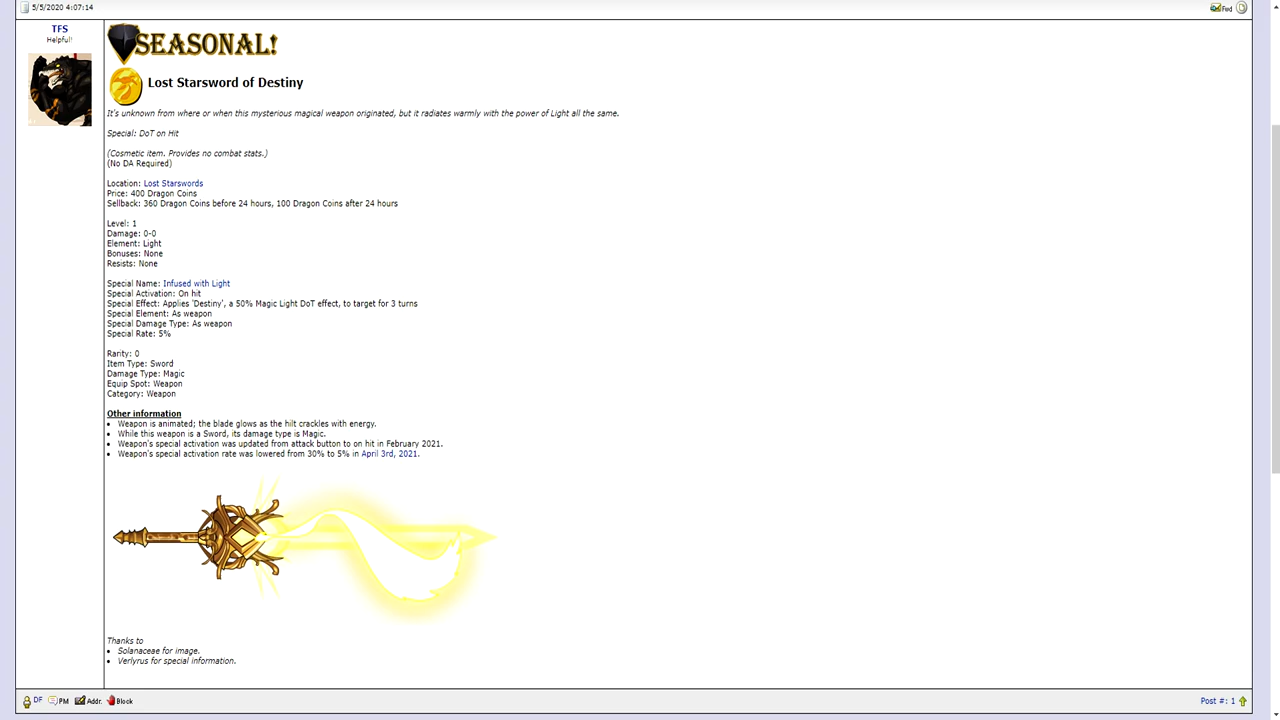 5/5/2020 4:07:14
Fwd
TFS
Helpful!
SEASONAL!
Lost Starsword of Destiny
It's unknown from where or when this mysterious magical weapon originated, but it radiates warmly with the power of Light all the same.
Special: DoT on Hit
(Cosmetic item. Provides no combat stats.)
(No DA Required)
Location: Lost Starswords
Price: 400 Dragon Coins
Sellback: 360 Dragon Coins before 24 hours, 100 Dragon Coins after 24 hours
Level: 1
Damage: 0-0
Element: Light
Bonuses: None
Resists: None
Special Name: Infused with Light
Special Activation: On hit
Special Effect: Applies 'Destiny', a 50% Magic Light DoT effect, to target for 3 turns
Special Element: As weapon
Special Damage Type: As weapon
Special Rate: 5%
Rarity: 0
Item Type: Sword
Damage Type: Magic
Equip Spot: Weapon
Category: Weapon
Other information
• Weapon is animated; the blade glows as the hilt crackles with energy.
• While this weapon is a Sword, its damage type is Magic.
• Weapon's special activation was updated from attack button to on hit in February 2021.
• Weapon's special activation rate was lowered from 30% to 5% in April 3rd, 2021.
Thanks to
• Solanaceae for image.
• Verlyrus for special information.
DF PM Addr. Block Post #: 1